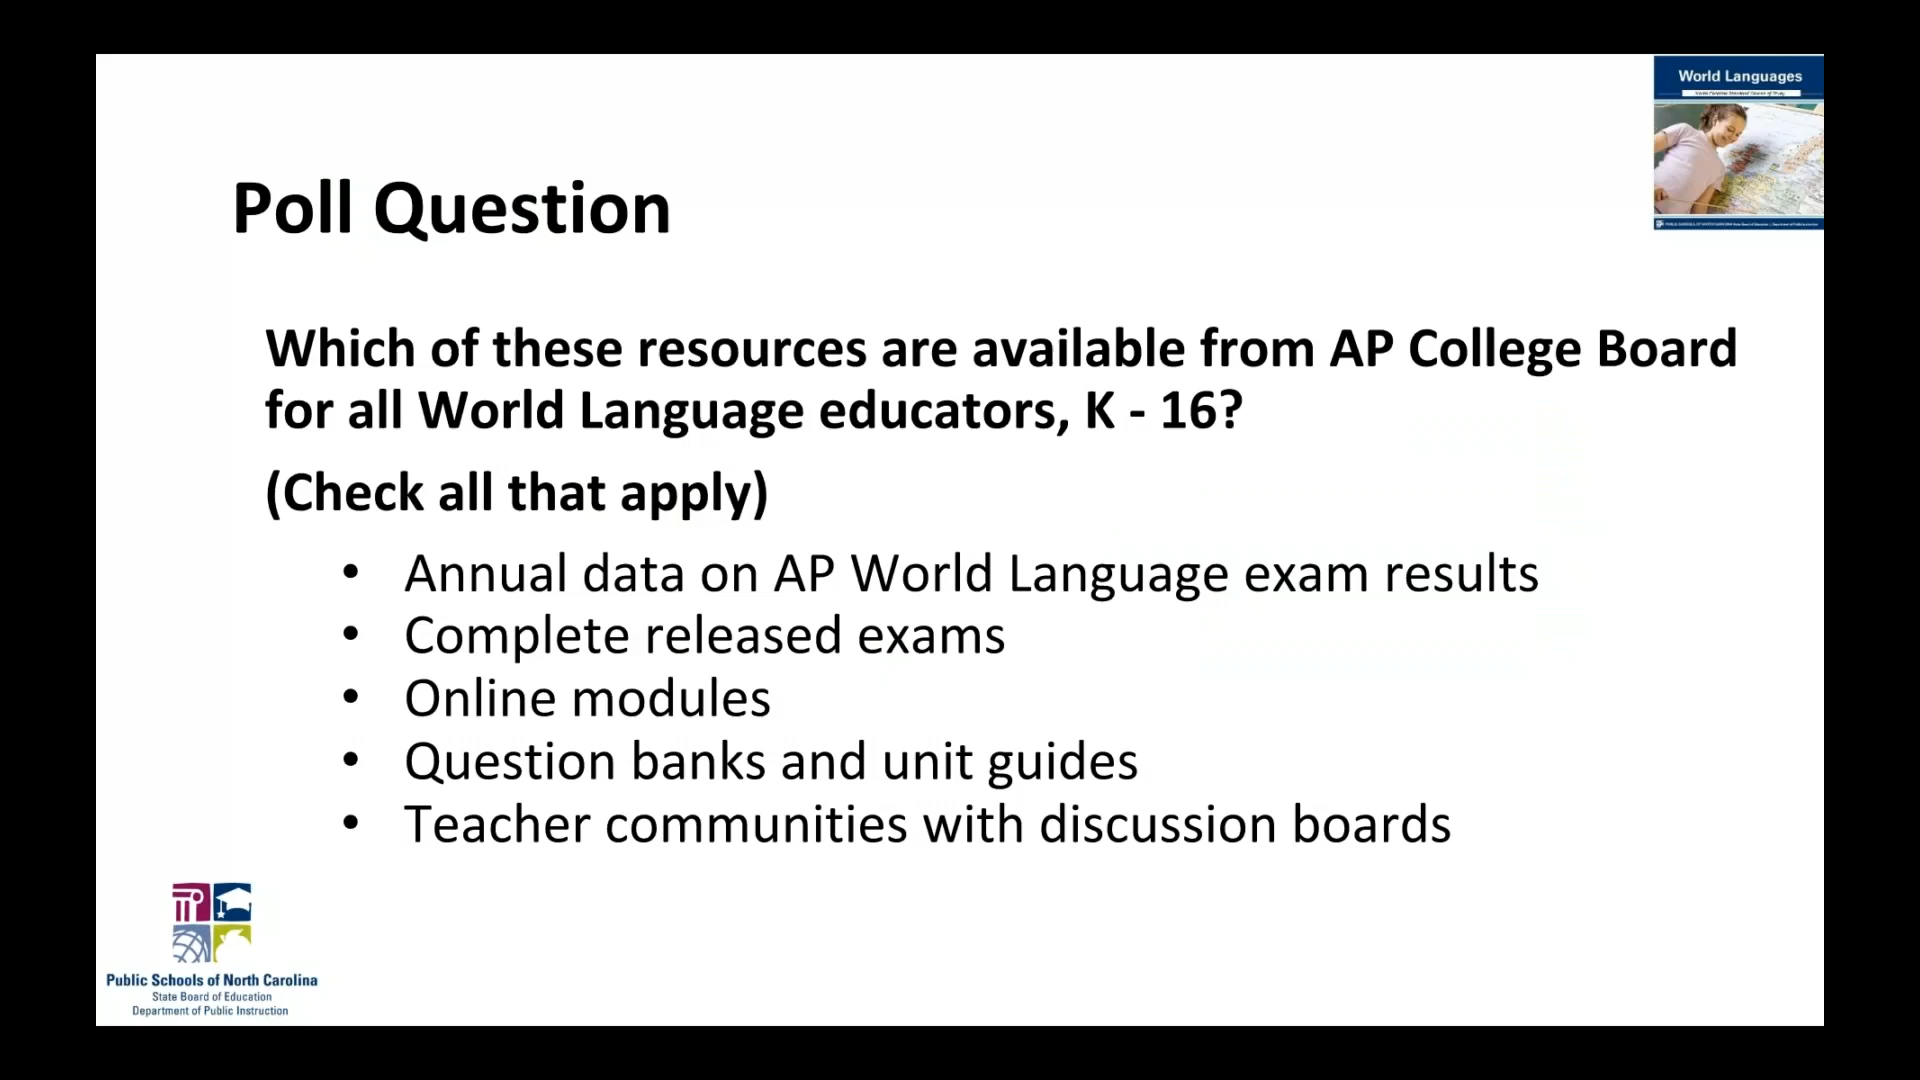 World Languages
Poll Question
Which of these resources are available from AP College Board
for all World Language educators, K - 16?
(Check all that apply)
• Annual data on AP World Language exam results
• Complete released exams
• Online modules
• Question banks and unit guides
• Teacher communities with discussion boards
Public Schools of North Carolina
State Board of Education
Department of Public Instruction